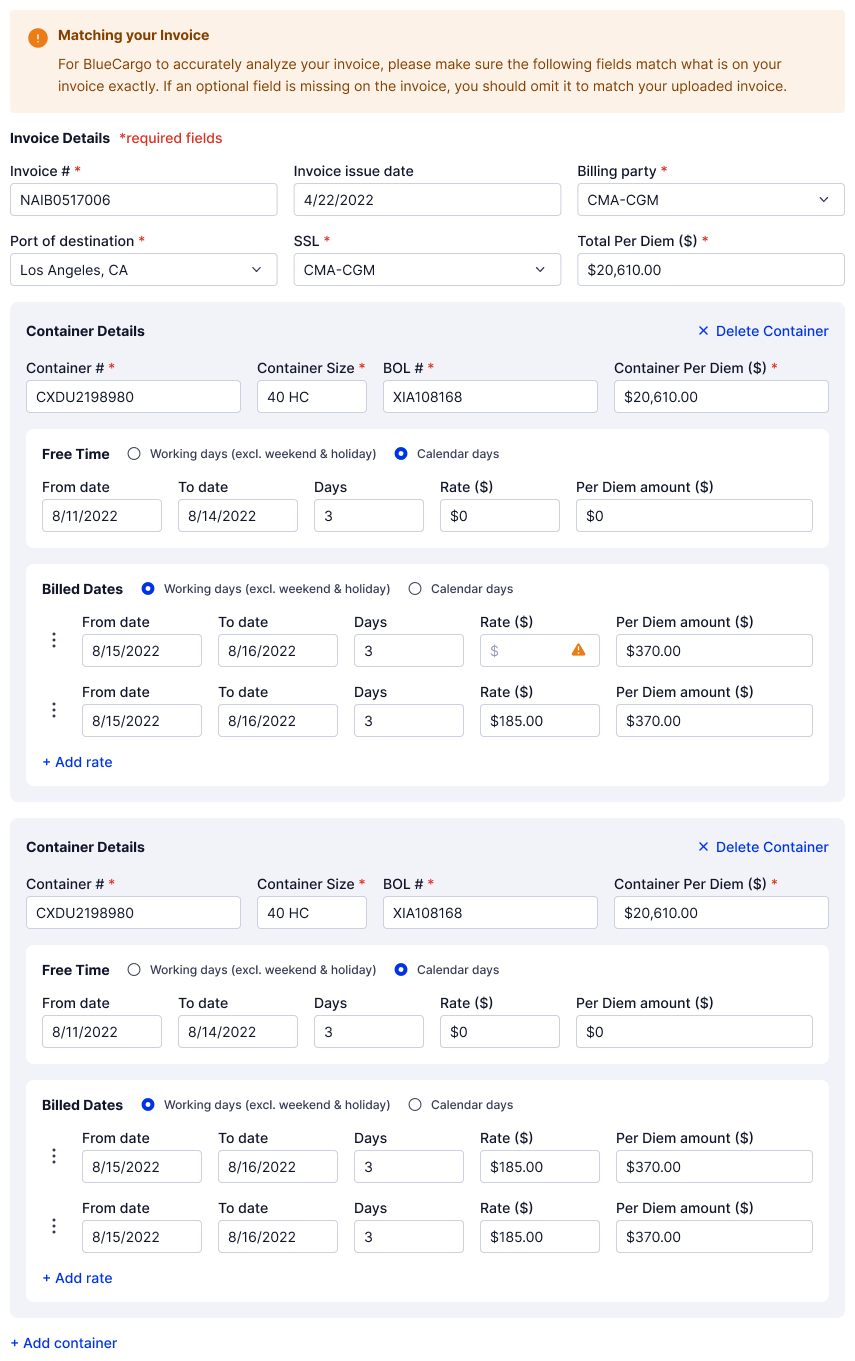 Matching your Invoice
For BlueCargo to accurately analyze your invoice, please make sure the following fields match what is on your
invoice exactly. If an optional field is missing on the invoice, you should omit it to match your uploaded invoice.
Invoice Details *required fields
Invoice # * Invoice issue date Billing party *
NAIB0517006 4/22/2022 CMA-CGM
Port of destination * SSL * Total Per Diem ($) *
Los Angeles, CA CMA-CGM $20,610.00
Container Details × Delete Container
Container # * Container Size * BOL # * Container Per Diem ($) *
CXDU2198980 40 HC XIA108168 $20,610.00
Free Time Working days (excl. weekend & holiday) Calendar days
From date To date Days Rate ($) Per Diem amount ($)
8/11/2022 8/14/2022 3 $0 $0
Billed Dates Working days (excl. weekend & holiday) Calendar days
From date To date Days Rate ($) Per Diem amount ($)
8/15/2022 8/16/2022 3 $ $370.00
From date To date Days Rate ($) Per Diem amount ($)
8/15/2022 8/16/2022 3 $185.00 $370.00
+ Add rate
Container Details × Delete Container
Container # * Container Size * BOL # * Container Per Diem ($) *
CXDU2198980 40 HC XIA108168 $20,610.00
Free Time Working days (excl. weekend & holiday) Calendar days
From date To date Days Rate ($) Per Diem amount ($)
8/11/2022 8/14/2022 3 $0 $0
Billed Dates Working days (excl. weekend & holiday) Calendar days
From date To date Days Rate ($) Per Diem amount ($)
8/15/2022 8/16/2022 3 $185.00 $370.00
From date To date Days Rate ($) Per Diem amount ($)
8/15/2022 8/16/2022 3 $185.00 $370.00
+ Add rate
+ Add container